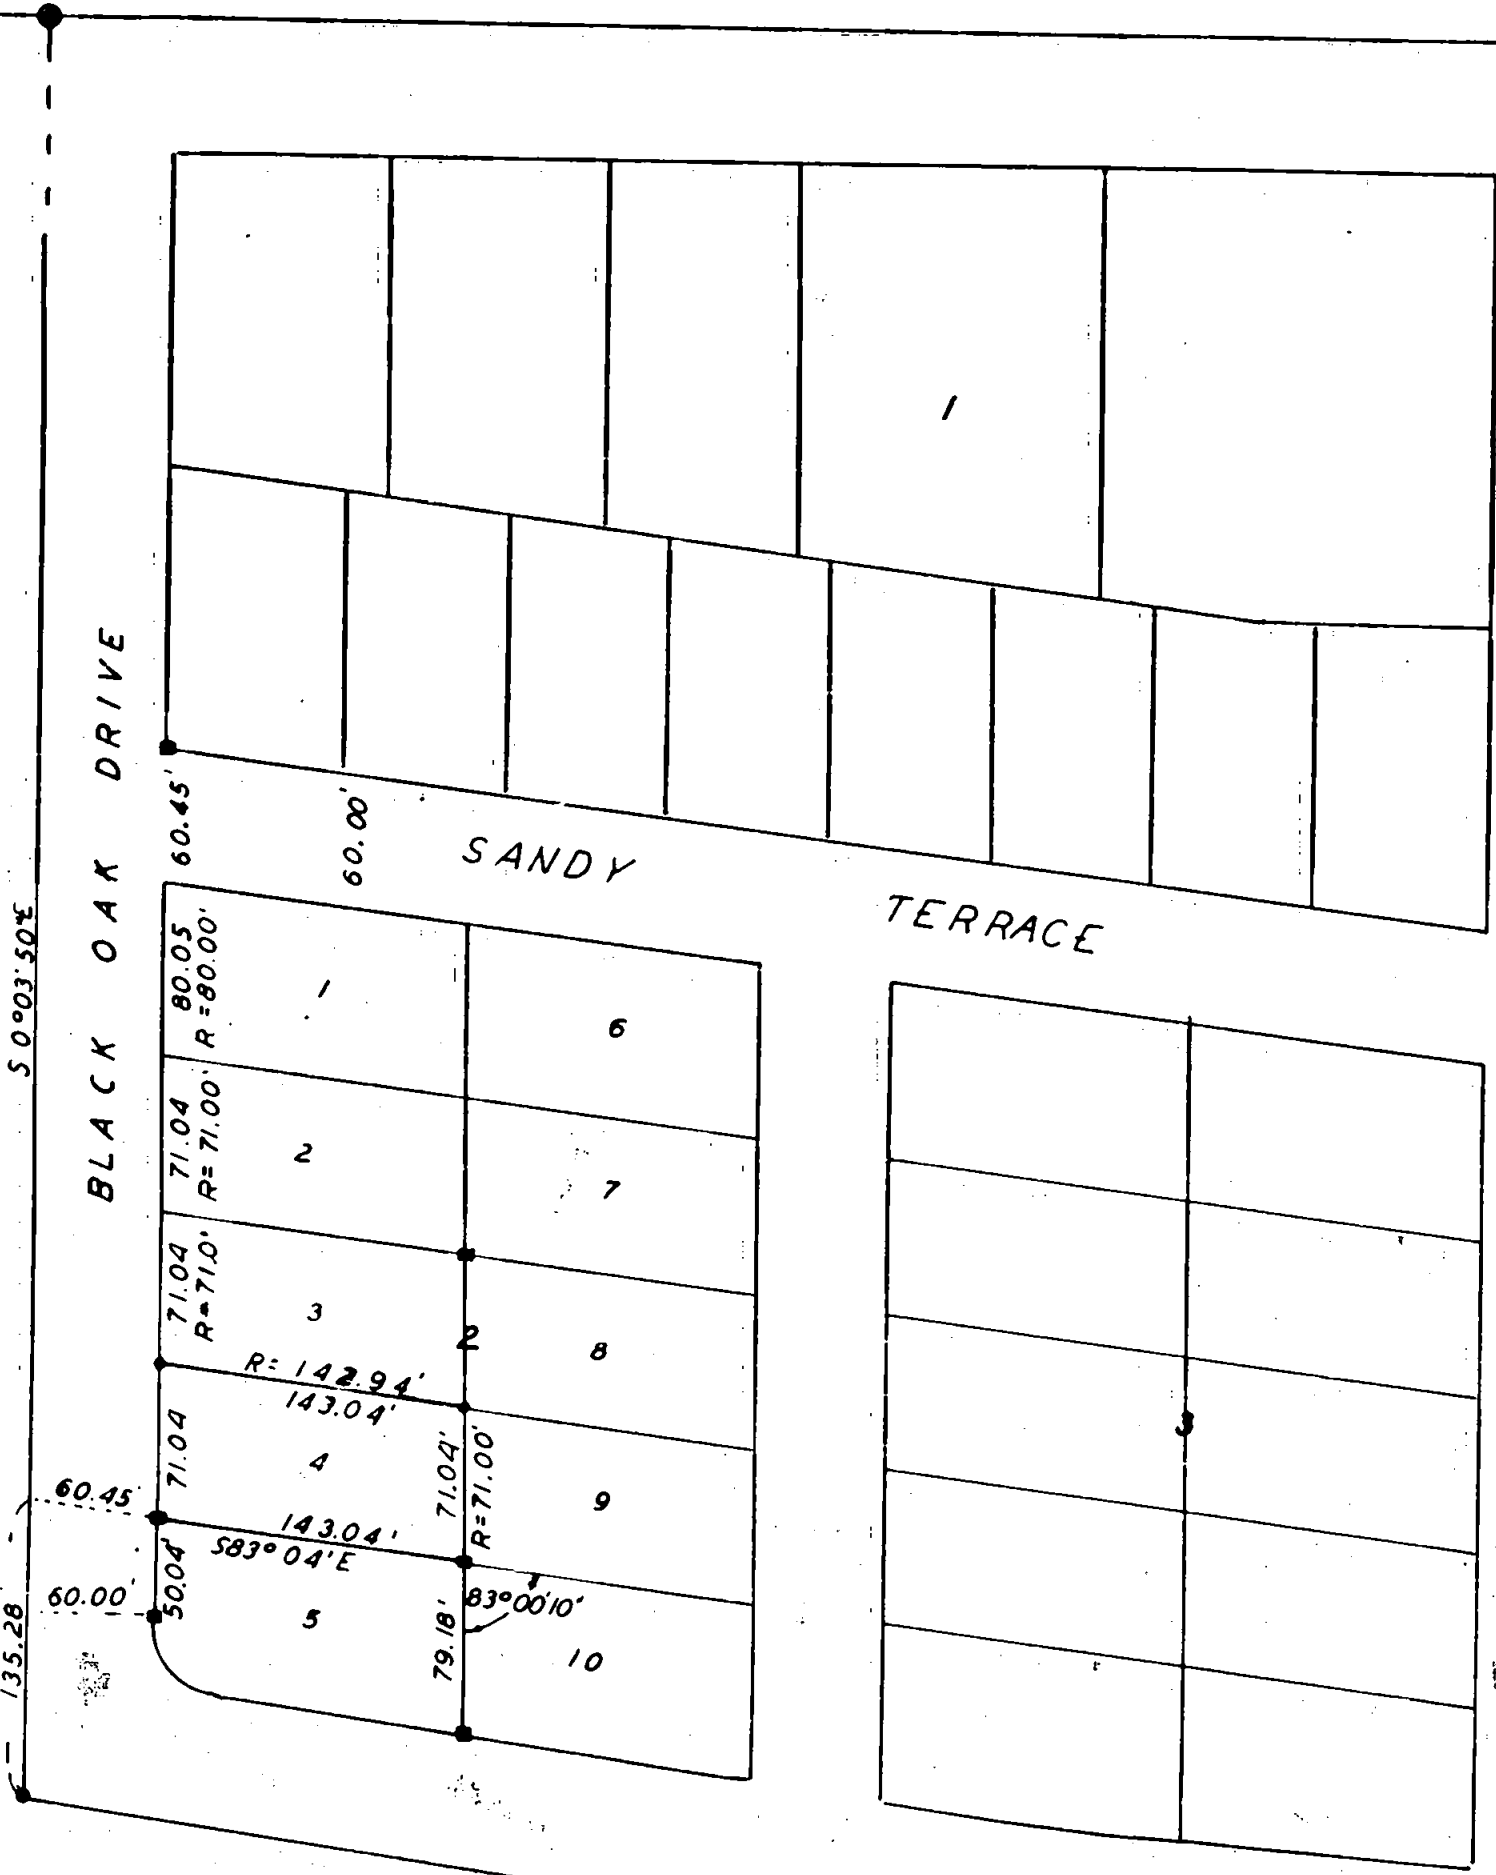 1
BLACK OAK DRIVE
S 0°03'50"E
60.45'
60.00'
SANDY
TERRACE
80.05
R = 80.00'
1
6
71.04
R = 71.00'
2
7
71.04
R = 71.0'
3
2
8
R = 142.94'
143.04'
71.04
4
71.04'
R = 71.00'
9
3
60.45'
143.04'
S83° 04' E
50.04'
60.00'
5
83°00'10"
79.18'
10
135.28